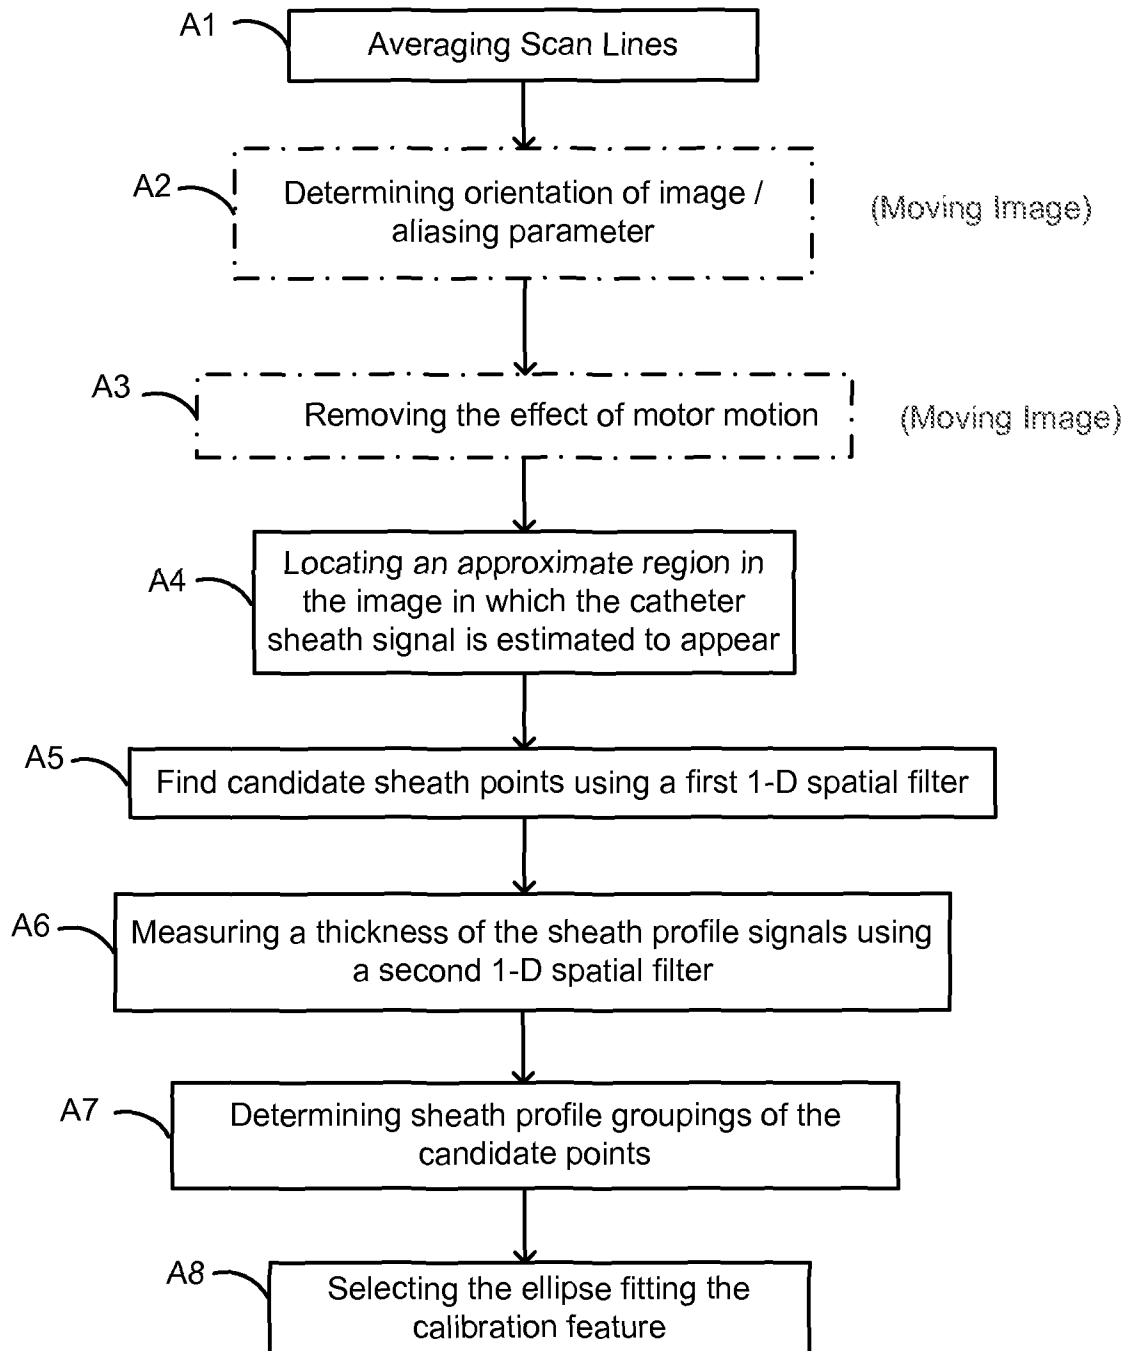 A1
Averaging Scan Lines
A2
Determining orientation of image /
aliasing parameter
(Moving Image)
A3
Removing the effect of motor motion
(Moving Image)
A4
Locating an approximate region in
the image in which the catheter
sheath signal is estimated to appear
A5
Find candidate sheath points using a first 1-D spatial filter
A6
Measuring a thickness of the sheath profile signals using
a second 1-D spatial filter
A7
Determining sheath profile groupings of the
candidate points
A8
Selecting the ellipse fitting the
calibration feature